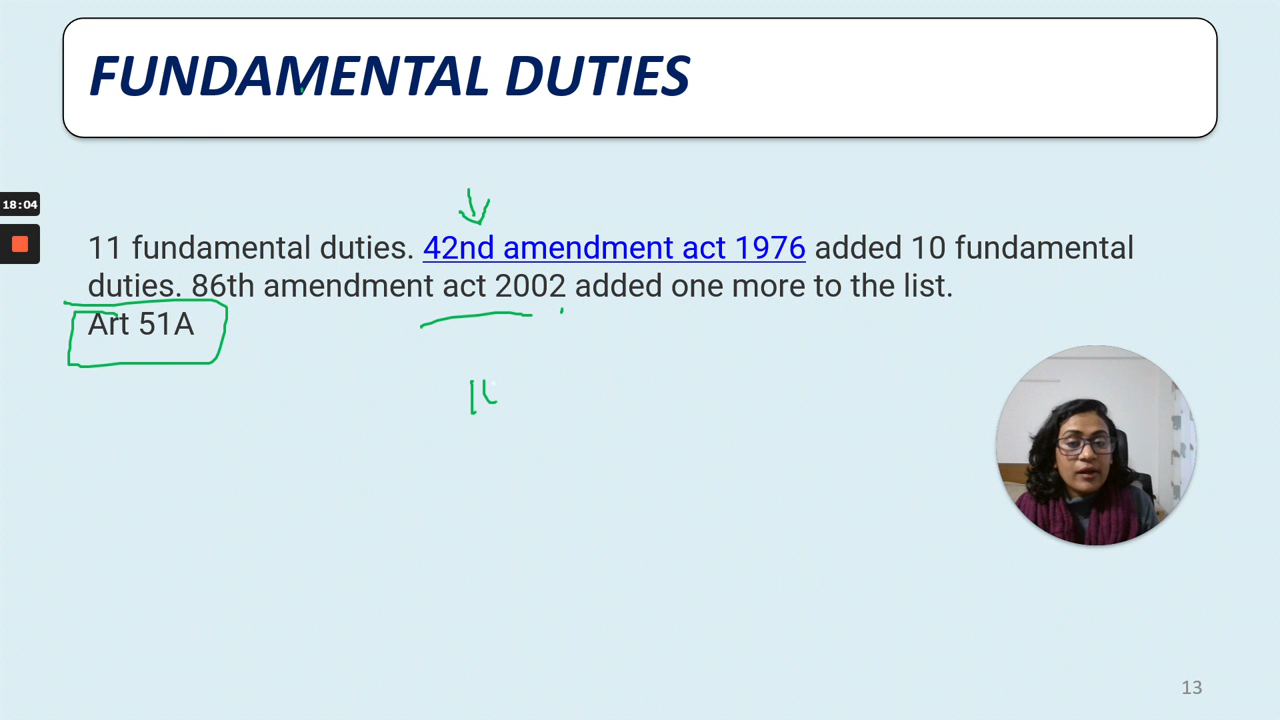 FUNDAMENTAL DUTIES
18:04
11 fundamental duties. 42nd amendment act 1976 added 10 fundamental
duties. 86th amendment act 2002 added one more to the list.
Art 51A
13